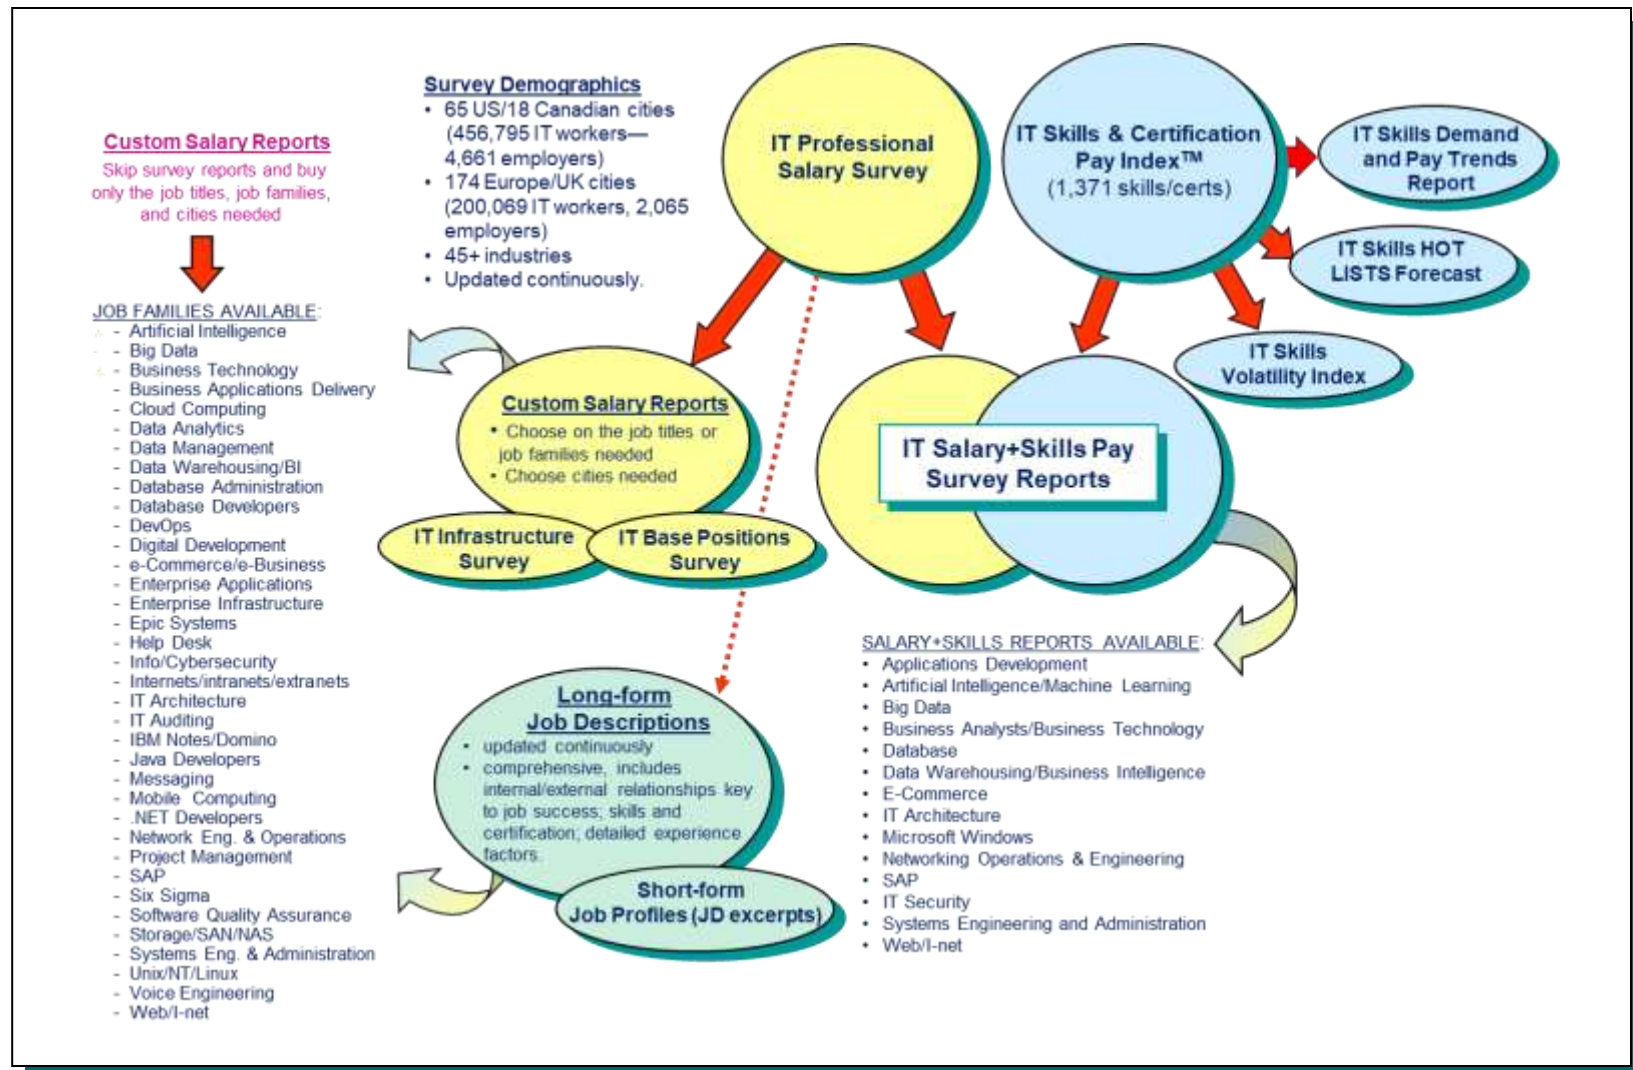 Custom Salary Reports
Skip survey reports and buy
only the job titles, job families,
and cities needed
JOB FAMILIES AVAILABLE:
- Artificial Intelligence
- Big Data
- Business Technology
- Business Applications Delivery
- Cloud Computing
- Data Analytics
- Data Management
- Data Warehousing/BI
- Database Administration
- Database Developers
- DevOps
- Digital Development
- e-Commerce/e-Business
- Enterprise Applications
- Enterprise Infrastructure
- Epic Systems
- Help Desk
- Info/Cybersecurity
- Internets/intranets/extranets
- IT Architecture
- IT Auditing
- IBM Notes/Domino
- Java Developers
- Messaging
- Mobile Computing
- .NET Developers
- Network Eng. & Operations
- Project Management
- SAP
- Six Sigma
- Software Quality Assurance
- Storage/SAN/NAS
- Systems Eng. & Administration
- Unix/NT/Linux
- Voice Engineering
- Web/I-net
Survey Demographics
• 65 US/18 Canadian cities
(456,795 IT workers—
4,661 employers)
• 174 Europe/UK cities
(200,069 IT workers, 2,065
employers)
• 45+ industries
• Updated continuously.
IT Professional
Salary Survey
IT Skills & Certification
Pay Index™
(1,371 skills/certs)
IT Skills Demand
and Pay Trends
Report
IT Skills HOT
LISTS Forecast
IT Skills
Volatility Index
Custom Salary Reports
• Choose on the job titles or
job families needed
• Choose cities needed
IT Infrastructure
Survey
IT Base Positions
Survey
IT Salary+Skills Pay
Survey Reports
Long-form
Job Descriptions
• updated continuously
• comprehensive, includes
internal/external relationships key
to job success; skills and
certification; detailed experience
factors.
Short-form
Job Profiles (JD excerpts)
SALARY+SKILLS REPORTS AVAILABLE:
• Applications Development
• Artificial Intelligence/Machine Learning
• Big Data
• Business Analysts/Business Technology
• Database
• Data Warehousing/Business Intelligence
• E-Commerce
• IT Architecture
• Microsoft Windows
• Networking Operations & Engineering
• SAP
• IT Security
• Systems Engineering and Administration
• Web/I-net